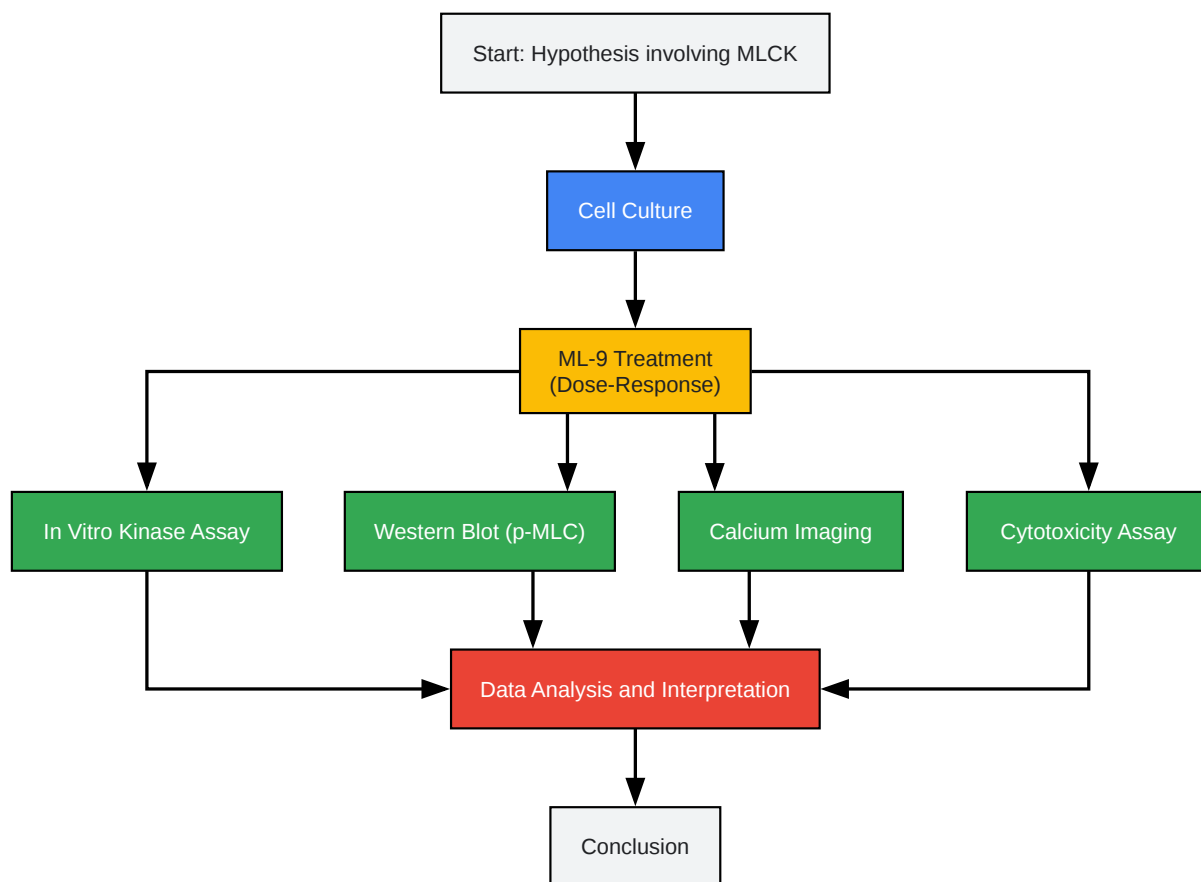 Start: Hypothesis involving MLCK
Cell Culture
ML-9 Treatment
(Dose-Response)
In Vitro Kinase Assay
Western Blot (p-MLC)
Calcium Imaging
Cytotoxicity Assay
Data Analysis and Interpretation
Conclusion